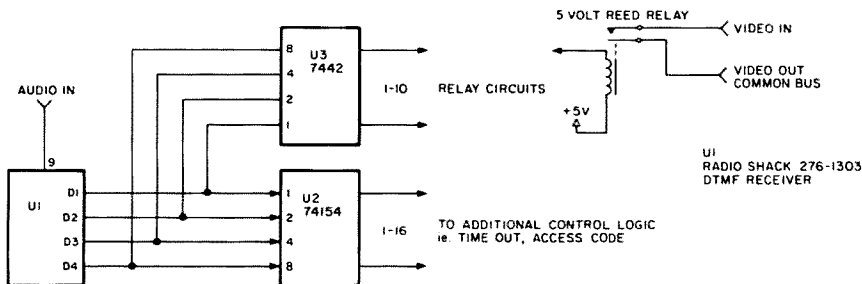 5 VOLT REED RELAY
VIDEO IN
VIDEO OUT
COMMON BUS
+5V
8
4
2
1
U3
7442
1-10
RELAY CIRCUITS
AUDIO IN
9
U1
D1
D2
D3
D4
1
2
4
8
U2
74154
1-16
TO ADDITIONAL CONTROL LOGIC
ie. TIME OUT, ACCESS CODE
U1
RADIO SHACK 276-1303
DTMF RECEIVER